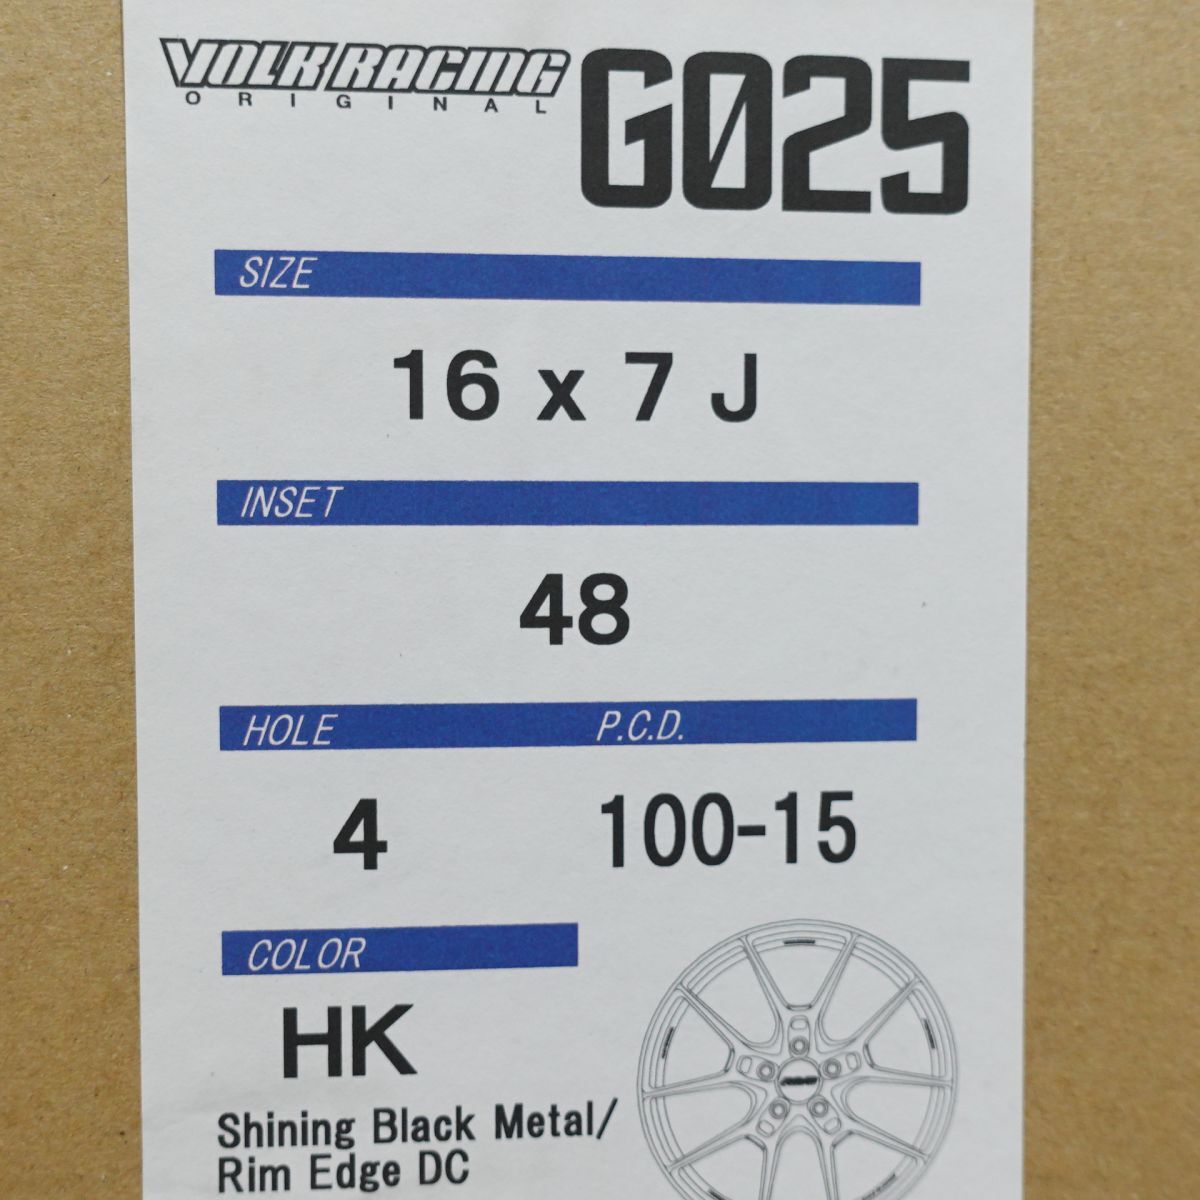 VOLK RACING
ORIGINAL
G025
SIZE
16 x 7 J
INSET
48
HOLE P.C.D.
4 100-15
COLOR
HK
Shining Black Metal/
Rim Edge DC